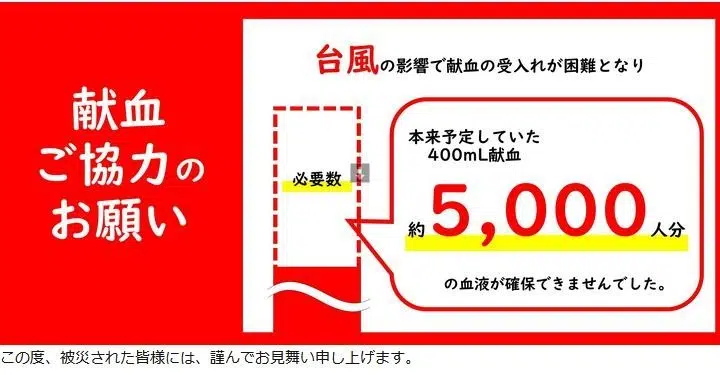 献血
ご協力の
お願い
台風の影響で献血の受入れが困難となり
必要数
本来予定していた
400mL献血
約5,000人分
の血液が確保できませんでした。
この度、被災された皆様には、謹んでお見舞い申し上げます。